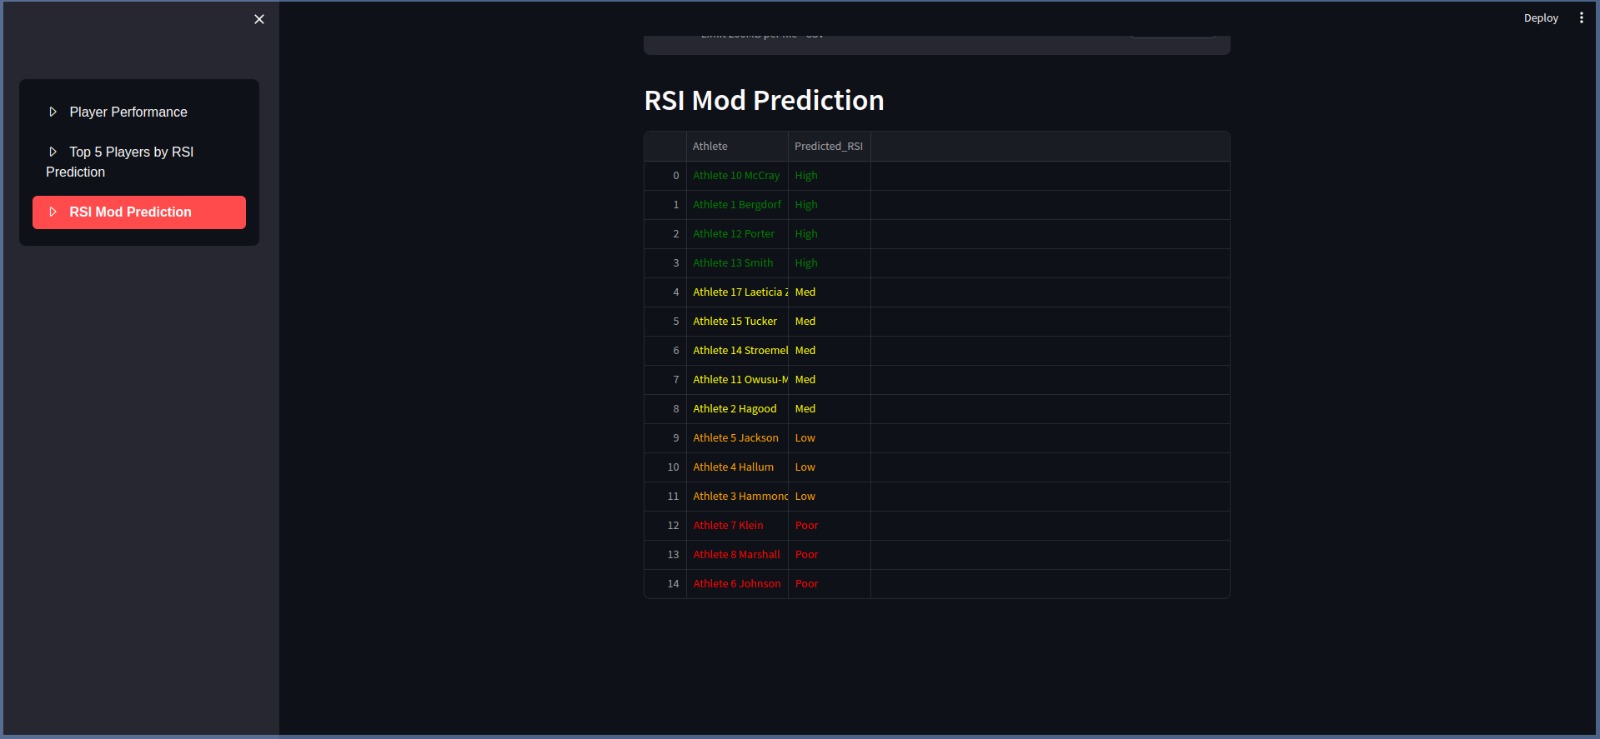 Deploy
Player Performance
Top 5 Players by RSI
Prediction
RSI Mod Prediction
RSI Mod Prediction
Athlete Predicted_RSI
0 Athlete 10 McCray High
1 Athlete 1 Bergdorf High
2 Athlete 12 Porter High
3 Athlete 13 Smith High
4 Athlete 17 Laeticia Med
5 Athlete 15 Tucker Med
6 Athlete 14 Stroemel Med
7 Athlete 11 Owusu-M Med
8 Athlete 2 Hagood Med
9 Athlete 5 Jackson Low
10 Athlete 4 Hallum Low
11 Athlete 3 Hammond Low
12 Athlete 7 Klein Poor
13 Athlete 8 Marshall Poor
14 Athlete 6 Johnson Poor